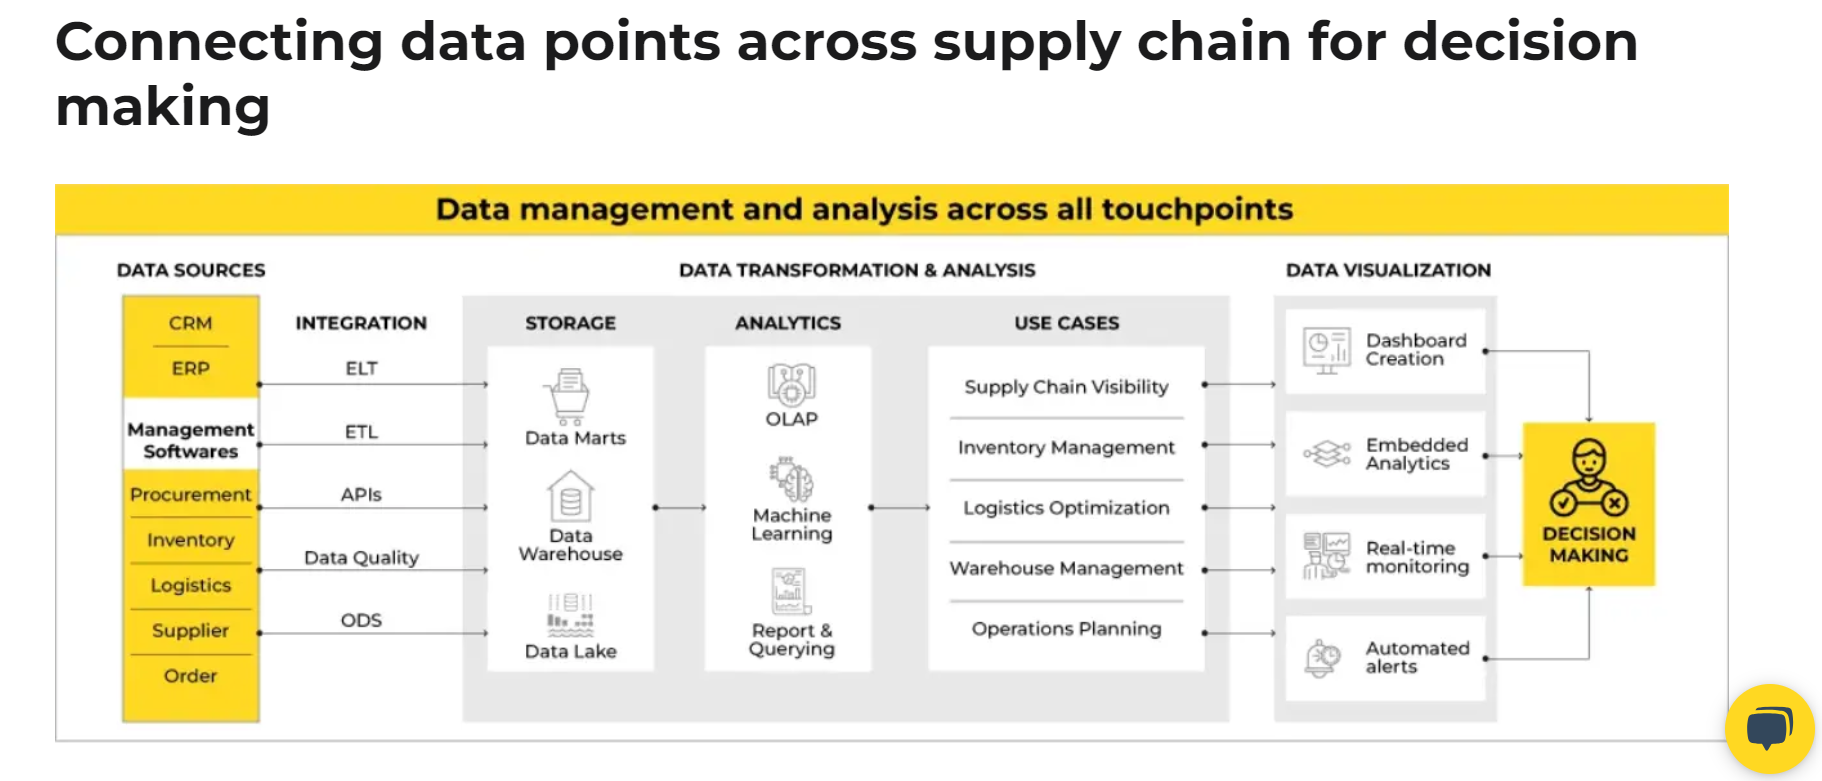 Connecting data points across supply chain for decision
making
Data management and analysis across all touchpoints
DATA SOURCES
CRM
ERP
Management
Softwares
Procurement
Inventory
Logistics
Supplier
Order
INTEGRATION
ELT
ETL
APIs
Data Quality
ODS
DATA TRANSFORMATION & ANALYSIS
STORAGE
Data Marts
Data
Warehouse
Data Lake
ANALYTICS
OLAP
Machine
Learning
Report &
Querying
USE CASES
Supply Chain Visibility
Inventory Management
Logistics Optimization
Warehouse Management
Operations Planning
DATA VISUALIZATION
Dashboard
Creation
Embedded
Analytics
Real-time
monitoring
Automated
alerts
DECISION
MAKING